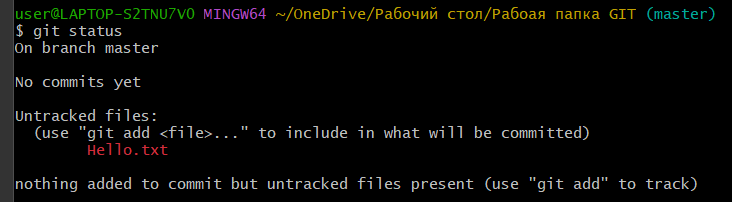 user@LAPTOP-S2TNU7VO MINGW64 ~/OneDrive/Рабочий стол/Рабоая папка GIT (master)
$ git status
On branch master
No commits yet
Untracked files:
(use "git add <file>..." to include in what will be committed)
Hello.txt
nothing added to commit but untracked files present (use "git add" to track)